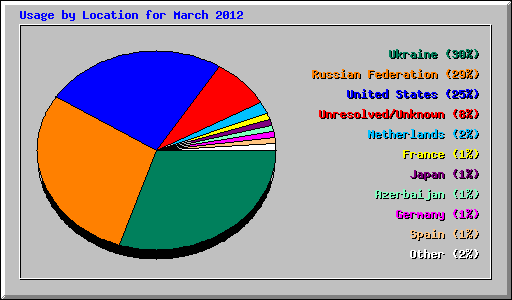 Usage by Location for March 2012
Ukraine (30%)
Russian Federation (29%)
United States (25%)
Unresolved/Unknown (8%)
Netherlands (2%)
France (1%)
Japan (1%)
Azerbaijan (1%)
Germany (1%)
Spain (1%)
Other (2%)